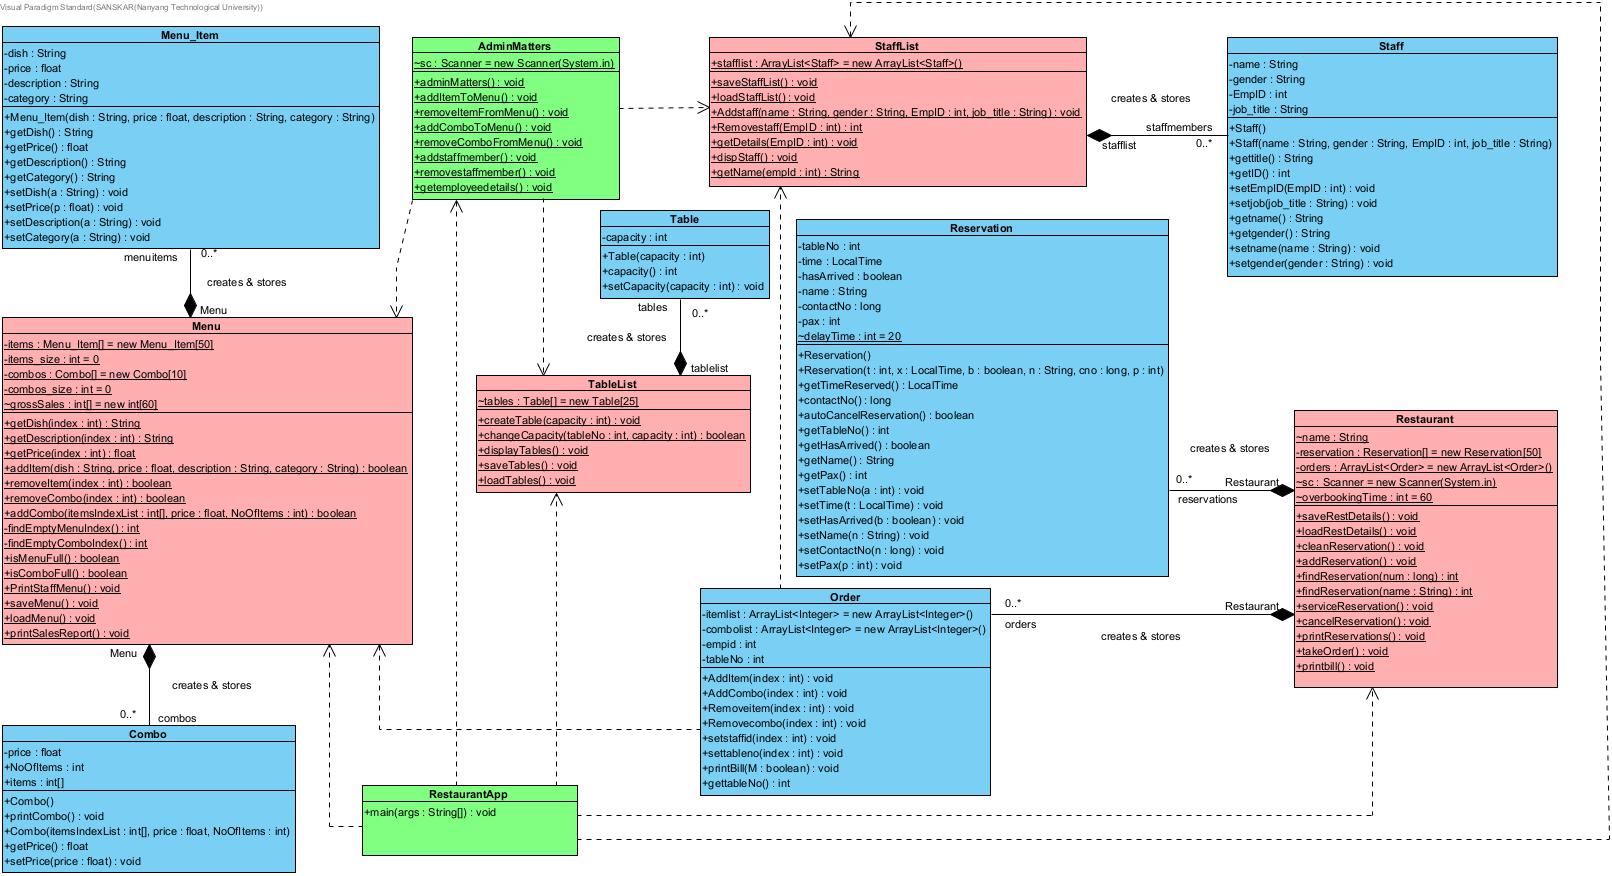 Visual Paradigm Standard(SANSKAR(Nanyang Technological University))
Menu_Item
-dish : String
-price : float
-description : String
-category : String
+Menu_Item(dish : String, price : float, description : String, category : String)
+getDish() : String
+getPrice() : float
+getDescription() : String
+getCategory() : String
+setDish(a : String) : void
+setPrice(p : float) : void
+setDescription(a : String) : void
+setCategory(a : String) : void
menuitems
0..*
creates & stores
Menu
AdminMatters
~sc : Scanner = new Scanner(System.in)
+adminMatters() : void
+addItemToMenu() : void
+removeItemFromMenu() : void
+addComboToMenu() : void
+removeComboFromMenu() : void
+addstaffmember() : void
+removestaffmember() : void
+getemployeedetails() : void
StaffList
+stafflist : ArrayList<Staff> = new ArrayList<Staff>()
+saveStaffList() : void
+loadStaffList() : void
+Addstaff(name : String, gender : String, EmpID : int, job_title : String) : void
+Removestaff(EmpID : int) : int
+getDetails(EmpID : int) : void
+dispStaff() : void
+getName(empId : int) : String
creates & stores
staffmembers
stafflist
0..*
Staff
-name : String
-gender : String
-EmpID : int
-job_title : String
+Staff()
+Staff(name : String, gender : String, EmpID : int, job_title : String)
+gettitle() : String
+getID() : int
+setEmpID(EmpID : int) : void
+setjob(job_title : String) : void
+getname() : String
+getgender() : String
+setname(name : String) : void
+setgender(gender : String) : void
Table
-capacity : int
+Table(capacity : int)
+capacity() : int
+setCapacity(capacity : int) : void
tables
0..*
creates & stores
tablelist
Reservation
-tableNo : int
-time : LocalTime
-hasArrived : boolean
-name : String
-contactNo : long
-pax : int
~delayTime : int = 20
+Reservation()
+Reservation(t : int, x : LocalTime, b : boolean, n : String, cno : long, p : int)
+getTimeReserved() : LocalTime
+contactNo() : long
+autoCancelReservation() : boolean
+getTableNo() : int
+getHasArrived() : boolean
+getName() : String
+getPax() : int
+setTableNo(a : int) : void
+setTime(t : LocalTime) : void
+setHasArrived(b : boolean) : void
+setName(n : String) : void
+setContactNo(n : long) : void
+setPax(p : int) : void
Menu
-items : Menu_Item[] = new Menu_Item[50]
-items_size : int = 0
-combos : Combo[] = new Combo[10]
-combos_size : int = 0
~grossSales : int[] = new int[60]
+getDish(index : int) : String
+getDescription(index : int) : String
+getPrice(index : int) : float
+addItem(dish : String, price : float, description : String, category : String) : boolean
+removeItem(index : int) : boolean
+removeCombo(index : int) : boolean
+addCombo(itemsIndexList : int[], price : float, NoOfItems : int) : boolean
-findEmptyMenuIndex() : int
-findEmptyComboIndex() : int
+isMenuFull() : boolean
+isComboFull() : boolean
+PrintStaffMenu() : void
+saveMenu() : void
+loadMenu() : void
+printSalesReport() : void
TableList
~tables : Table[] = new Table[25]
+createTable(capacity : int) : void
+changeCapacity(tableNo : int, capacity : int) : boolean
+displayTables() : void
+saveTables() : void
+loadTables() : void
Restaurant
~name : String
-reservation : Reservation[] = new Reservation[50]
-orders : ArrayList<Order> = new ArrayList<Order>()
~sc : Scanner = new Scanner(System.in)
~overbookingTime : int = 60
+saveRestDetails() : void
+loadRestDetails() : void
+cleanReservation() : void
+addReservation() : void
+findReservation(num : long) : int
+findReservation(name : String) : int
+serviceReservation() : void
+cancelReservation() : void
+printReservations() : void
+takeOrder() : void
+printbill() : void
creates & stores
0..*
Restaurant
reservations
0..*
Restaurant
orders
creates & stores
Order
-itemlist : ArrayList<Integer> = new ArrayList<Integer>()
-combolist : ArrayList<Integer> = new ArrayList<Integer>()
-empid : int
-tableNo : int
+AddItem(index : int) : void
+AddCombo(index : int) : void
+Removeitem(index : int) : void
+Removecombo(index : int) : void
+setstaffid(index : int) : void
+settableno(index : int) : void
+printBill(M : boolean) : void
+gettableNo() : int
Menu
creates & stores
0..*
combos
Combo
-price : float
+NoOfItems : int
+items : int[]
+Combo()
+printCombo() : void
+Combo(itemsIndexList : int[], price : float, NoOfItems : int)
+getPrice() : float
+setPrice(price : float) : void
RestaurantApp
+main(args : String[]) : void